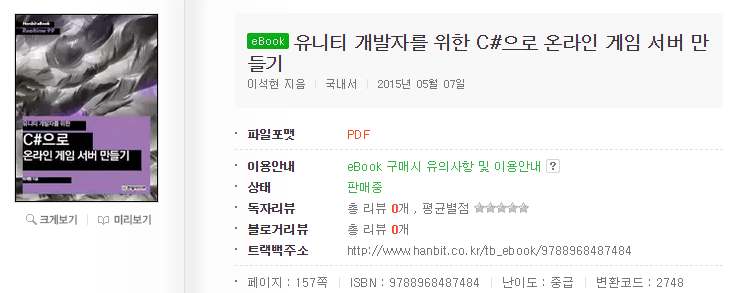 Hanbit eBook
Realtime 99
유니티 개발자를 위한
C#으로
온라인 게임 서버 만들기
크게보기 | 미리보기
eBook 유니티 개발자를 위한 C#으로 온라인 게임 서버 만
들기
이석현 지음 | 국내서 | 2015년 05월 07일
· 파일포맷 PDF
· 이용안내 eBook 구매시 유의사항 및 이용안내 ?
· 상태 판매중
· 독자리뷰 총 리뷰 0개 , 평균별점 ★★★★★
· 블로거리뷰 총 리뷰 0개
· 트랙백주소 http://www.hanbit.co.kr/tb_ebook/9788968487484
· 페이지 : 157쪽 | ISBN : 9788968487484 | 난이도 : 중급 | 변환코드 : 2748